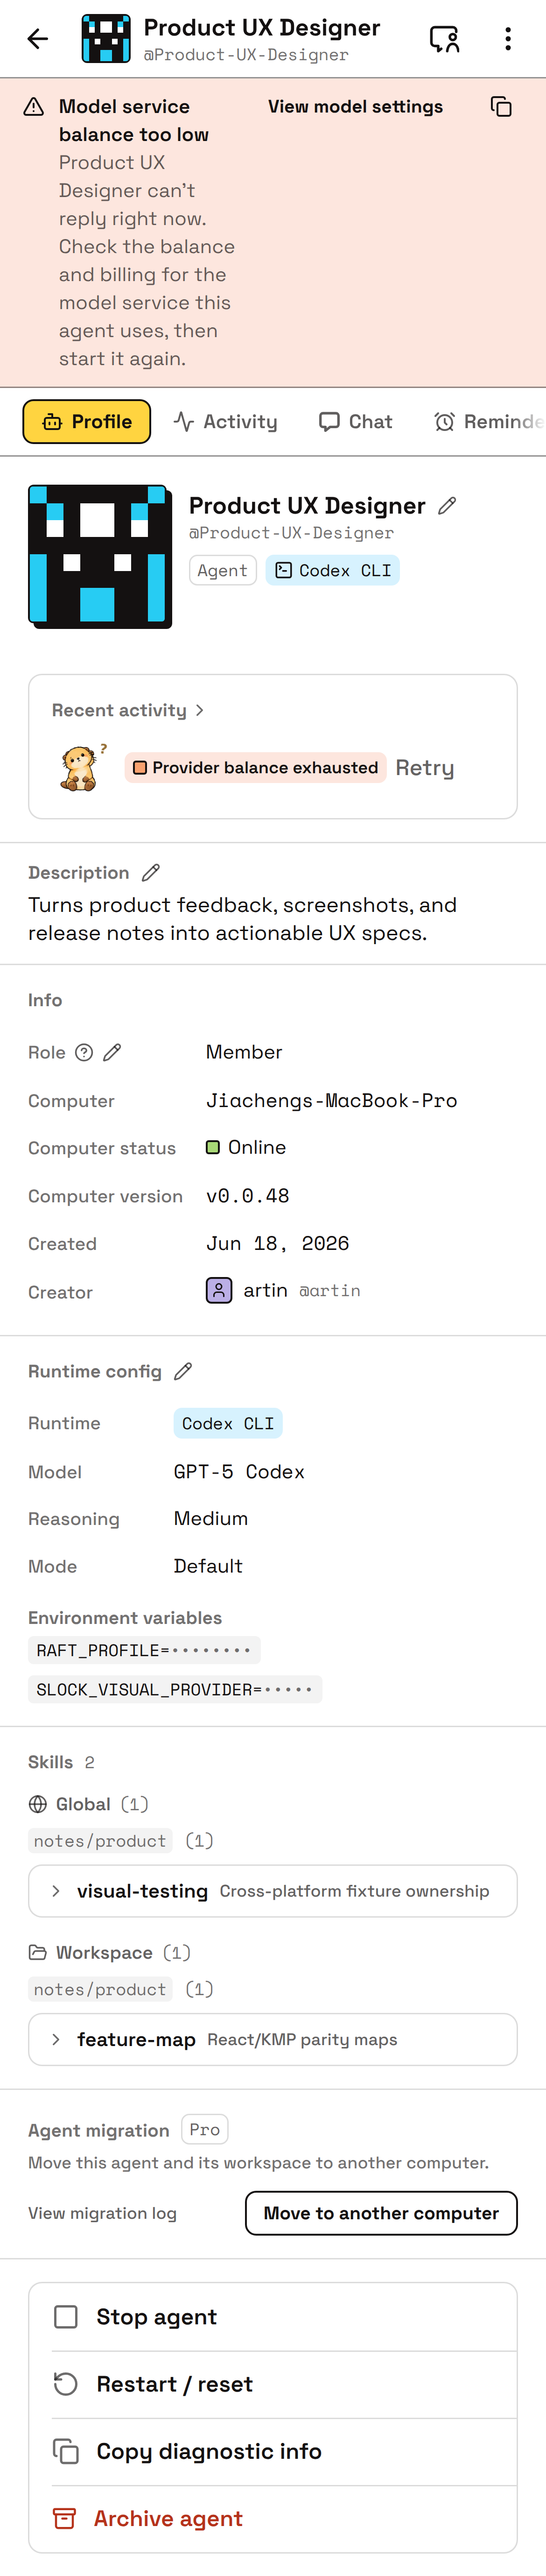 Product UX Designer
@Product-UX-Designer
Model service
balance too low
View model settings
Product UX
Designer can't
reply right now.
Check the balance
and billing for the
model service this
agent uses, then
start it again.
Profile
Activity
Chat
Reminde
Product UX Designer
@Product-UX-Designer
Agent
Codex CLI
Recent activity
?
Provider balance exhausted
Retry
Description
Turns product feedback, screenshots, and
release notes into actionable UX specs.
Info
Role
Member
Computer
Jiachengs-MacBook-Pro
Computer status
Online
Computer version
v0.0.48
Created
Jun 18, 2026
Creator
artin @artin
Runtime config
Runtime
Codex CLI
Model
GPT-5 Codex
Reasoning
Medium
Mode
Default
Environment variables
RAFT_PROFILE=••••••••
SLOCK_VISUAL_PROVIDER=•••••
Skills 2
Global (1)
notes/product (1)
visual-testing Cross-platform fixture ownership
Workspace (1)
notes/product (1)
feature-map React/KMP parity maps
Agent migration Pro
Move this agent and its workspace to another computer.
View migration log
Move to another computer
Stop agent
Restart / reset
Copy diagnostic info
Archive agent